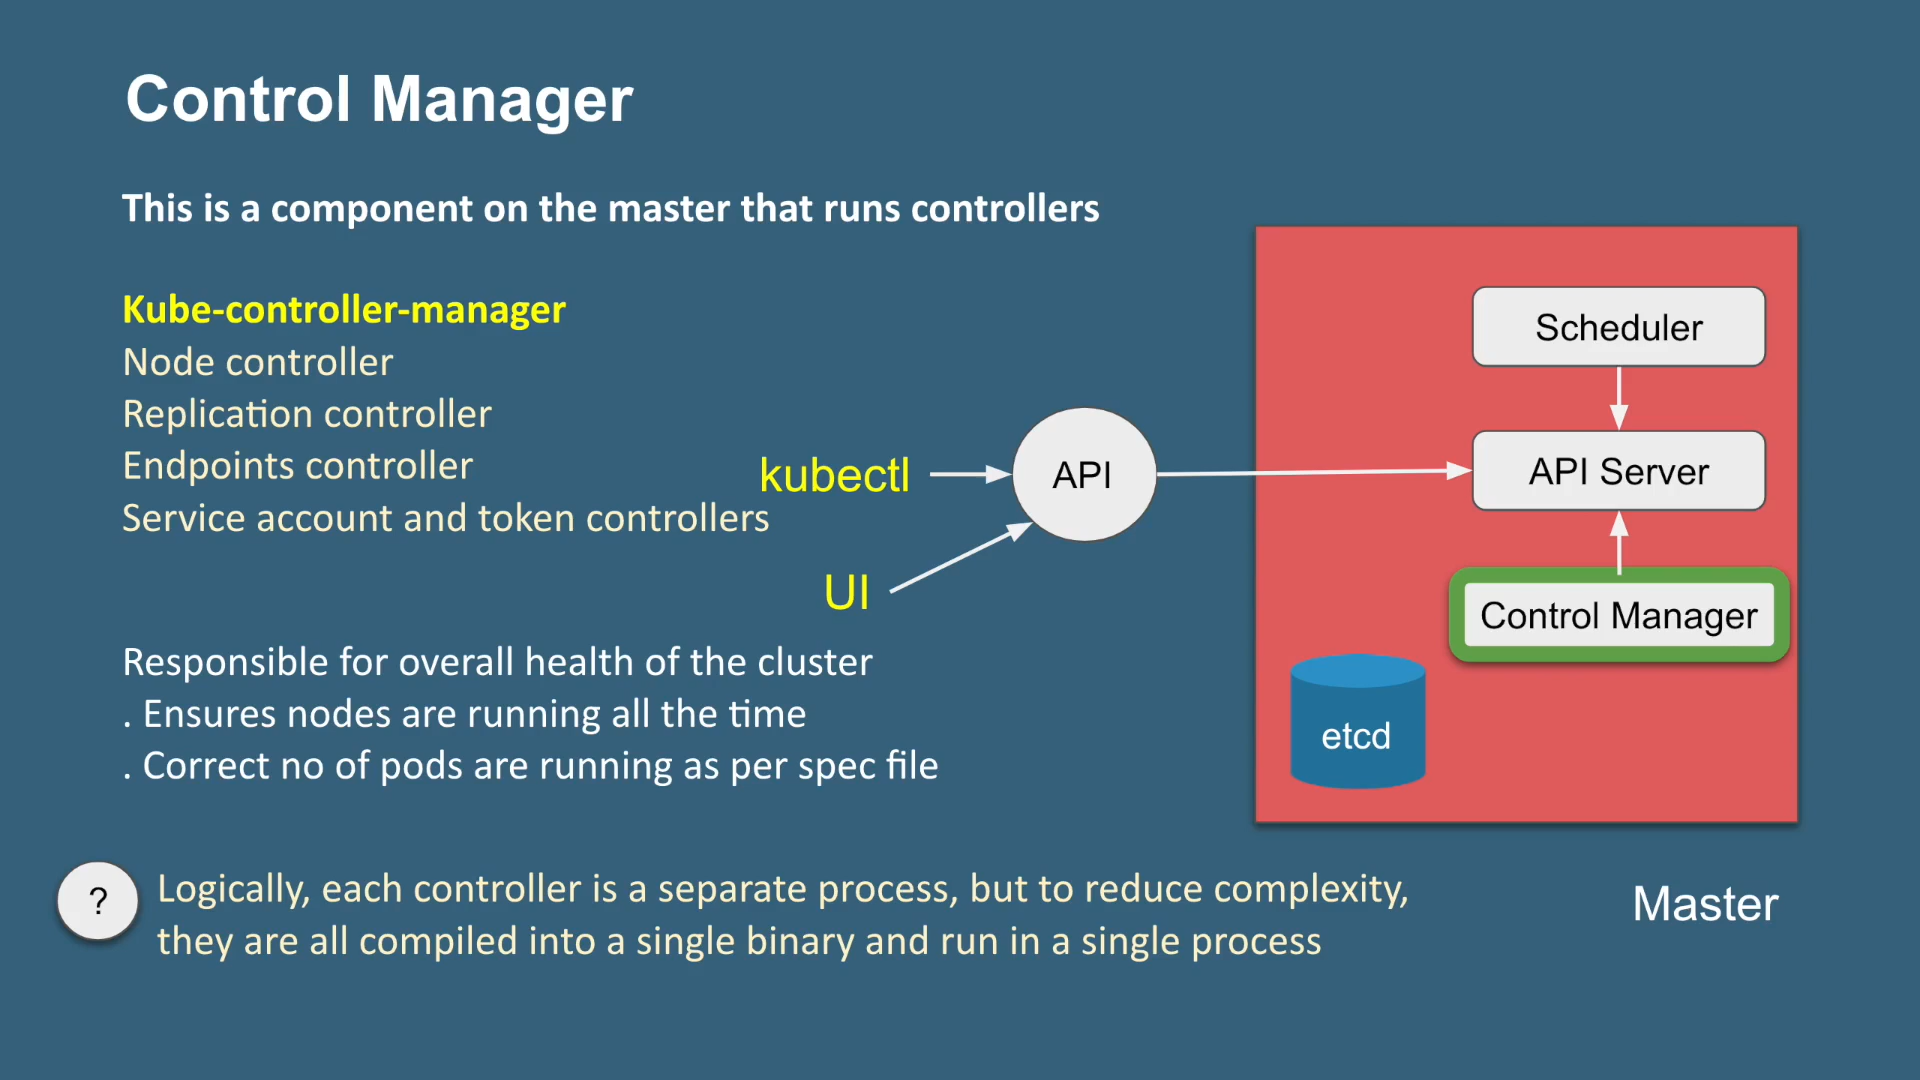 Control Manager
This is a component on the master that runs controllers
Kube-controller-manager
Node controller
Replication controller
Endpoints controller
Service account and token controllers
kubectl
UI
API
Scheduler
API Server
Control Manager
etcd
Master
Responsible for overall health of the cluster
. Ensures nodes are running all the time
. Correct no of pods are running as per spec file
?
Logically, each controller is a separate process, but to reduce complexity,
they are all compiled into a single binary and run in a single process